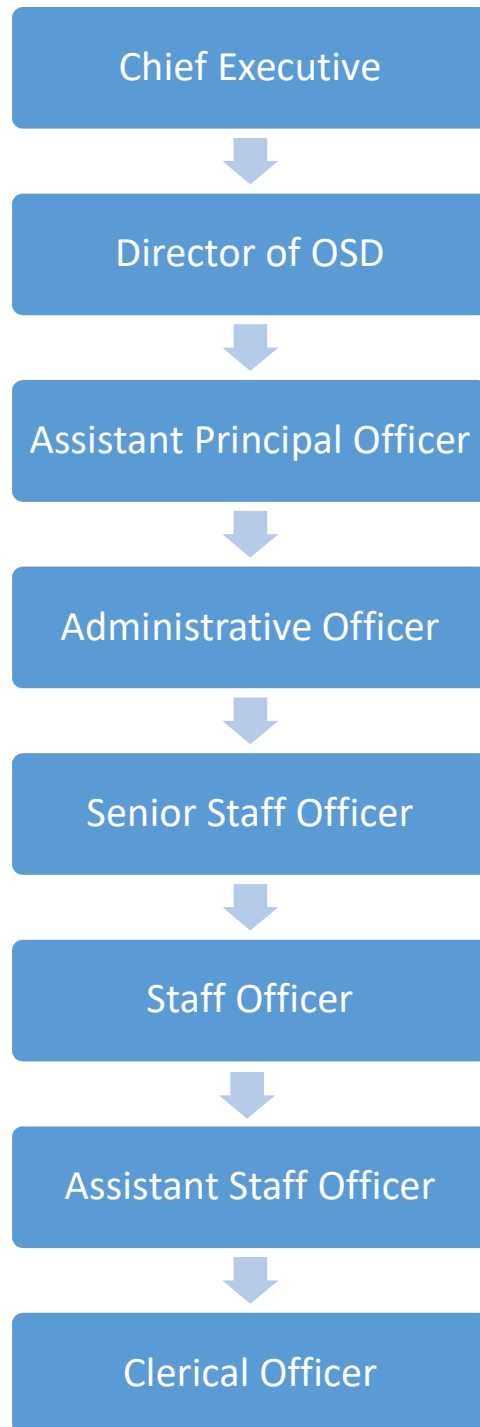 Chief Executive
Director of OSD
Assistant Principal Officer
Administrative Officer
Senior Staff Officer
Staff Officer
Assistant Staff Officer
Clerical Officer